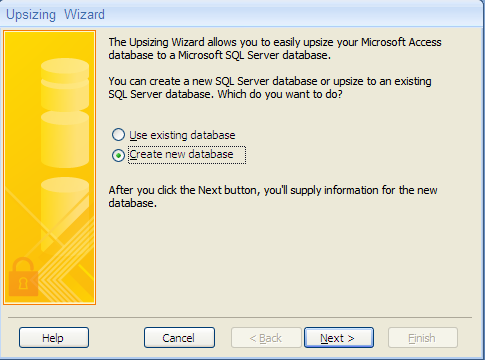 Upsizing Wizard
The Upsizing Wizard allows you to easily upsize your Microsoft Access
database to a Microsoft SQL Server database.
You can create a new SQL Server database or upsize to an existing
SQL Server database. Which do you want to do?
Use existing database
Create new database
After you click the Next button, you'll supply information for the new
database.
Help
Cancel
< Back
Next >
Finish